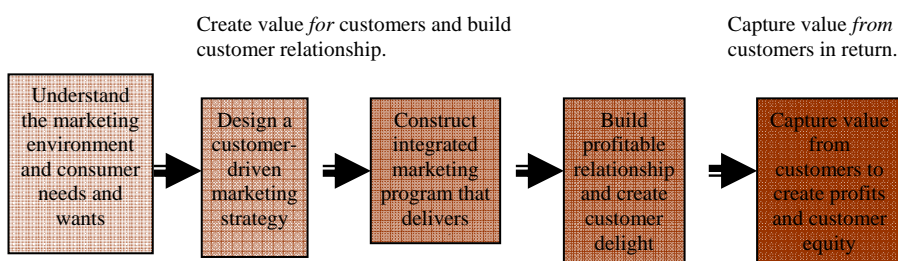 Create value for customers and build
customer relationship.
Capture value from
customers in return.
Understand
the marketing
environment
and consumer
needs and
wants
Design a
customer-
driven
marketing
strategy
Construct
integrated
marketing
program that
delivers
Build
profitable
relationship
and create
customer
delight
Capture value
from
customers to
create profits
and customer
equity